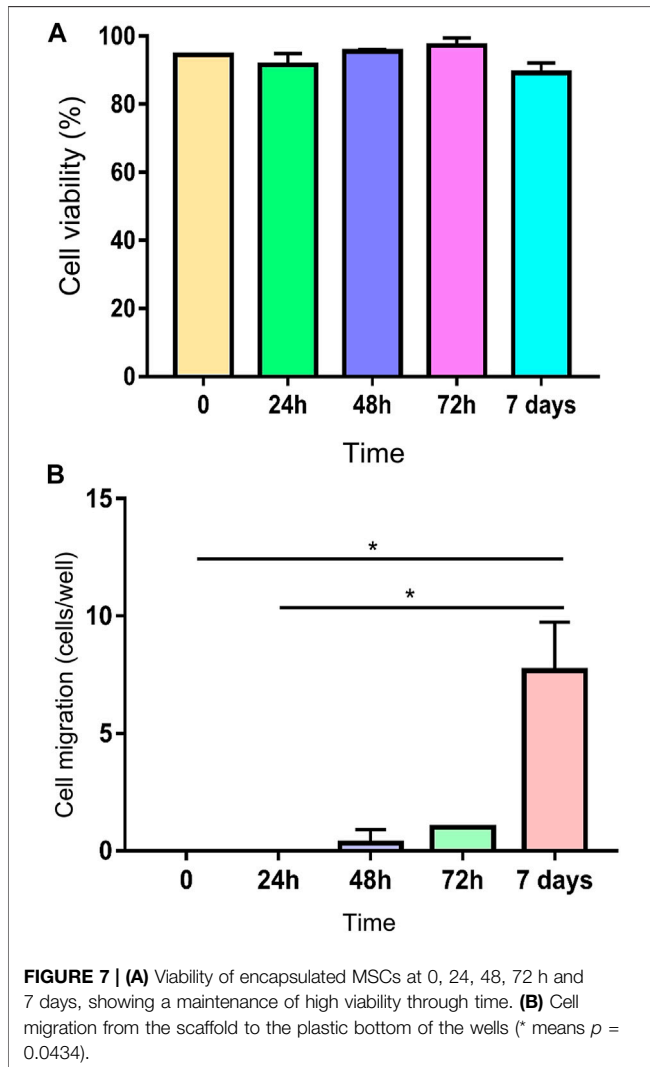 A
Cell viability (%)
100
80
60
40
20
0
0 24h 48h 72h 7 days
Time
B
Cell migration (cells/well)
15
10
5
0
*
*
0 24h 48h 72h 7 days
Time
FIGURE 7 | (A) Viability of encapsulated MSCs at 0, 24, 48, 72 h and
7 days, showing a maintenance of high viability through time. (B) Cell
migration from the scaffold to the plastic bottom of the wells (* means p =
0.0434).